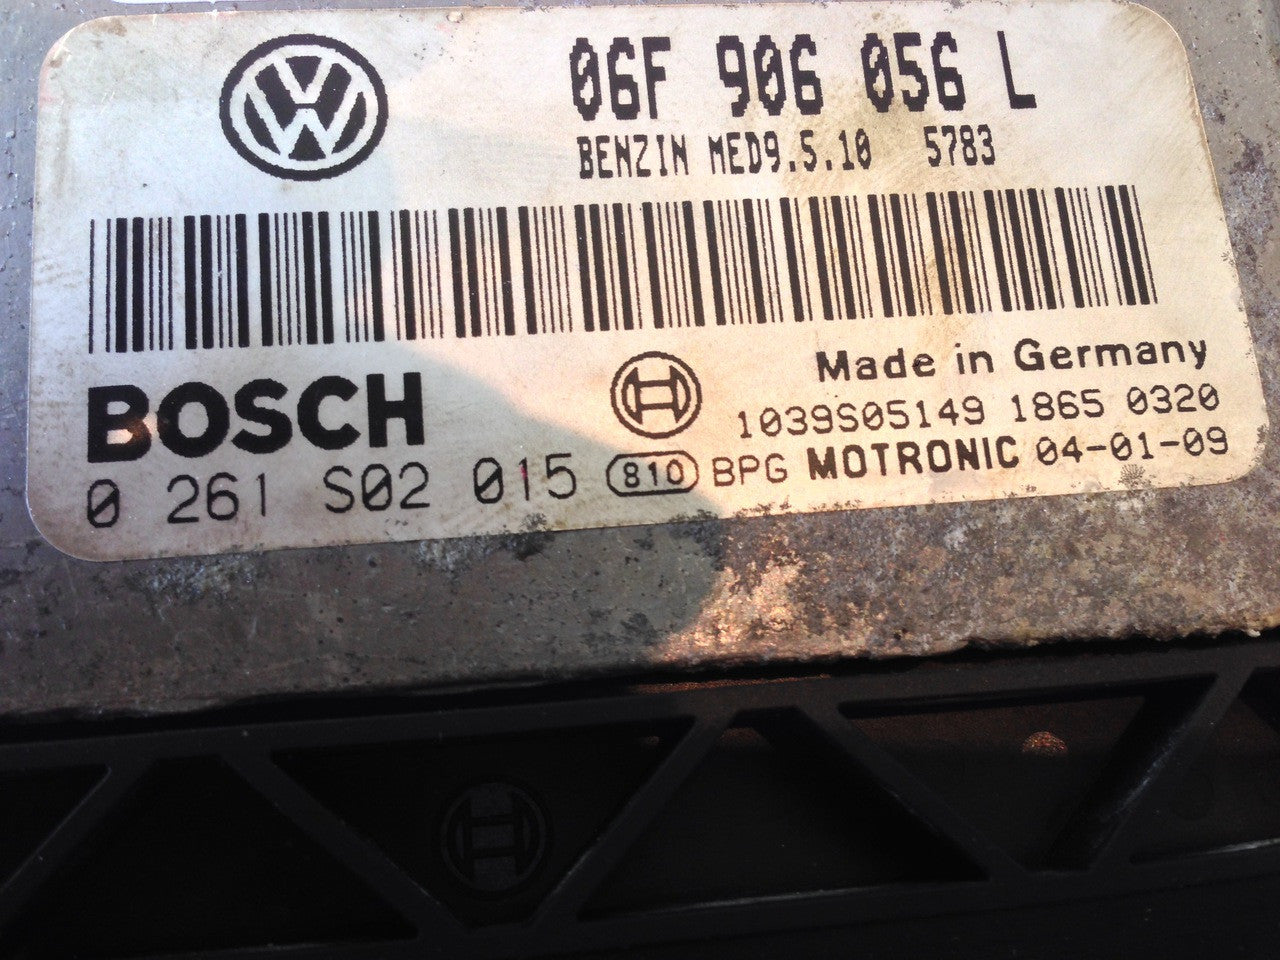 06F 906 056 L
BENZIN MED9.5.10 5783
BOSCH
Made in Germany
1039S05149 1865 0320
0 261 S02 015 810 BPG MOTRONIC 04-01-09